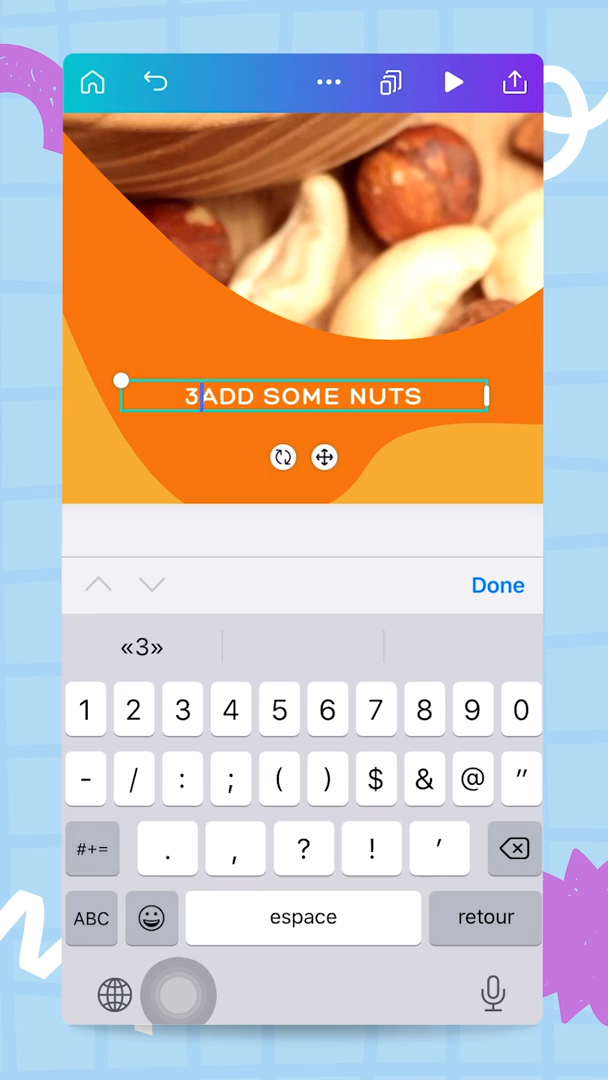 3ADD SOME NUTS
Done
«3»
1 2 3 4 5 6 7 8 9 0
- / : ; ( ) $ & @ "
#+= . , ? ! ′
ABC espace retour